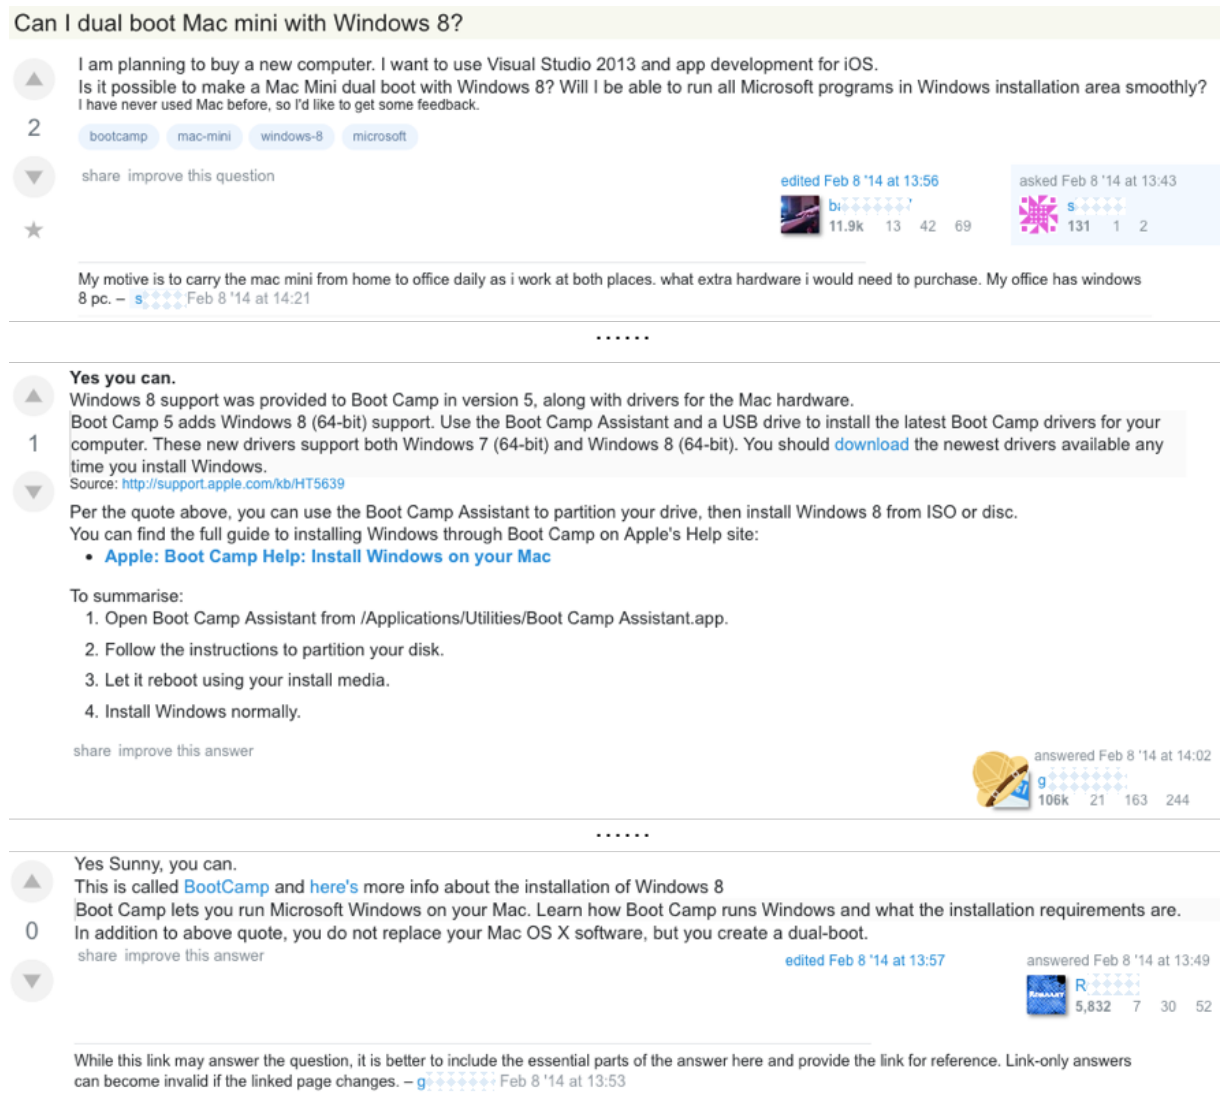 Can I dual boot Mac mini with Windows 8?
I am planning to buy a new computer. I want to use Visual Studio 2013 and app development for iOS.
Is it possible to make a Mac Mini dual boot with Windows 8? Will I be able to run all Microsoft programs in Windows installation area smoothly?
I have never used Mac before, so I'd like to get some feedback.
2
bootcamp mac-mini windows-8 microsoft
share improve this question
edited Feb 8 '14 at 13:56
asked Feb 8 '14 at 13:43
11.9k 13 42 69
s
131 1 2
My motive is to carry the mac mini from home to office daily as i work at both places. what extra hardware i would need to purchase. My office has windows
8 pc. – s Feb 8 '14 at 14:21
......
Yes you can.
Windows 8 support was provided to Boot Camp in version 5, along with drivers for the Mac hardware.
Boot Camp 5 adds Windows 8 (64-bit) support. Use the Boot Camp Assistant and a USB drive to install the latest Boot Camp drivers for your
1
computer. These new drivers support both Windows 7 (64-bit) and Windows 8 (64-bit). You should download the newest drivers available any
time you install Windows.
Source: http://support.apple.com/kb/HT5639
Per the quote above, you can use the Boot Camp Assistant to partition your drive, then install Windows 8 from ISO or disc.
You can find the full guide to installing Windows through Boot Camp on Apple's Help site:
• Apple: Boot Camp Help: Install Windows on your Mac
To summarise:
1. Open Boot Camp Assistant from /Applications/Utilities/Boot Camp Assistant.app.
2. Follow the instructions to partition your disk.
3. Let it reboot using your install media.
4. Install Windows normally.
share improve this answer
answered Feb 8 '14 at 14:02
g
106k 21 163 244
......
Yes Sunny, you can.
This is called BootCamp and here's more info about the installation of Windows 8
Boot Camp lets you run Microsoft Windows on your Mac. Learn how Boot Camp runs Windows and what the installation requirements are.
0
In addition to above quote, you do not replace your Mac OS X software, but you create a dual-boot.
share improve this answer
edited Feb 8 '14 at 13:57
answered Feb 8 '14 at 13:49
R
5,832 7 30 52
While this link may answer the question, it is better to include the essential parts of the answer here and provide the link for reference. Link-only answers
can become invalid if the linked page changes. – g Feb 8 '14 at 13:53